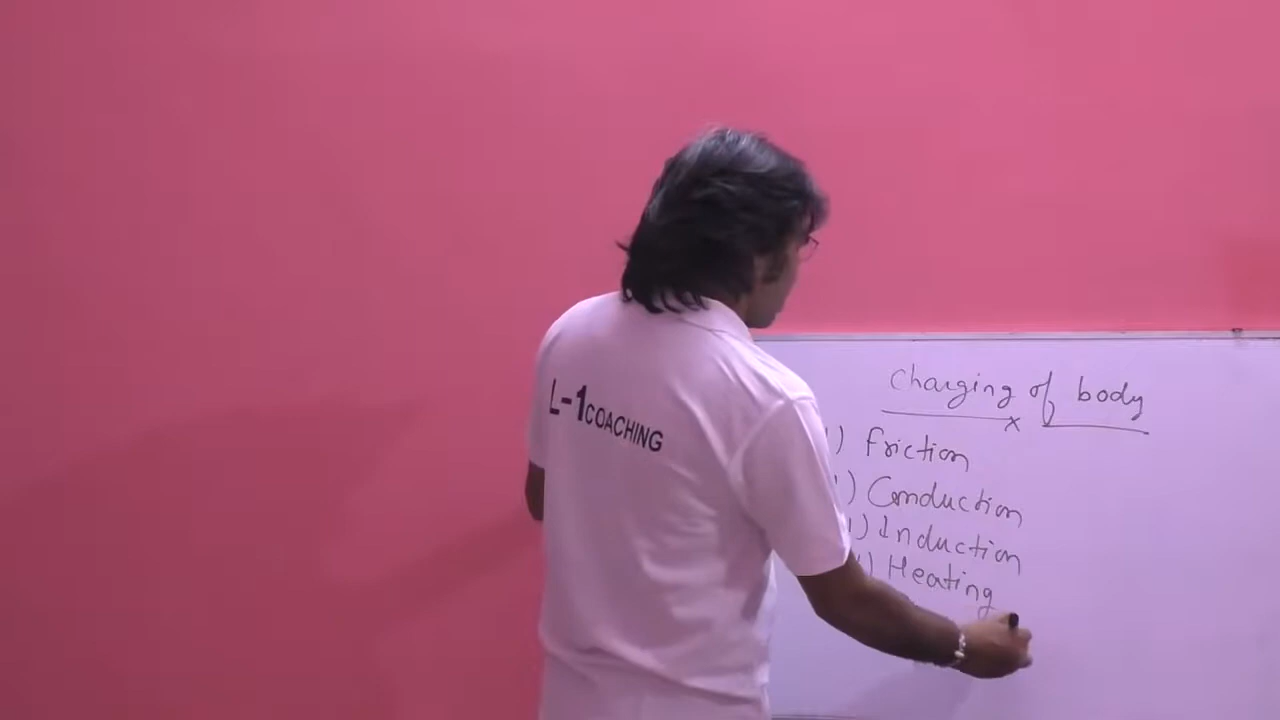 L-1COACHING
charging of body
x
) Friction
) Conduction
) Induction
) Heating